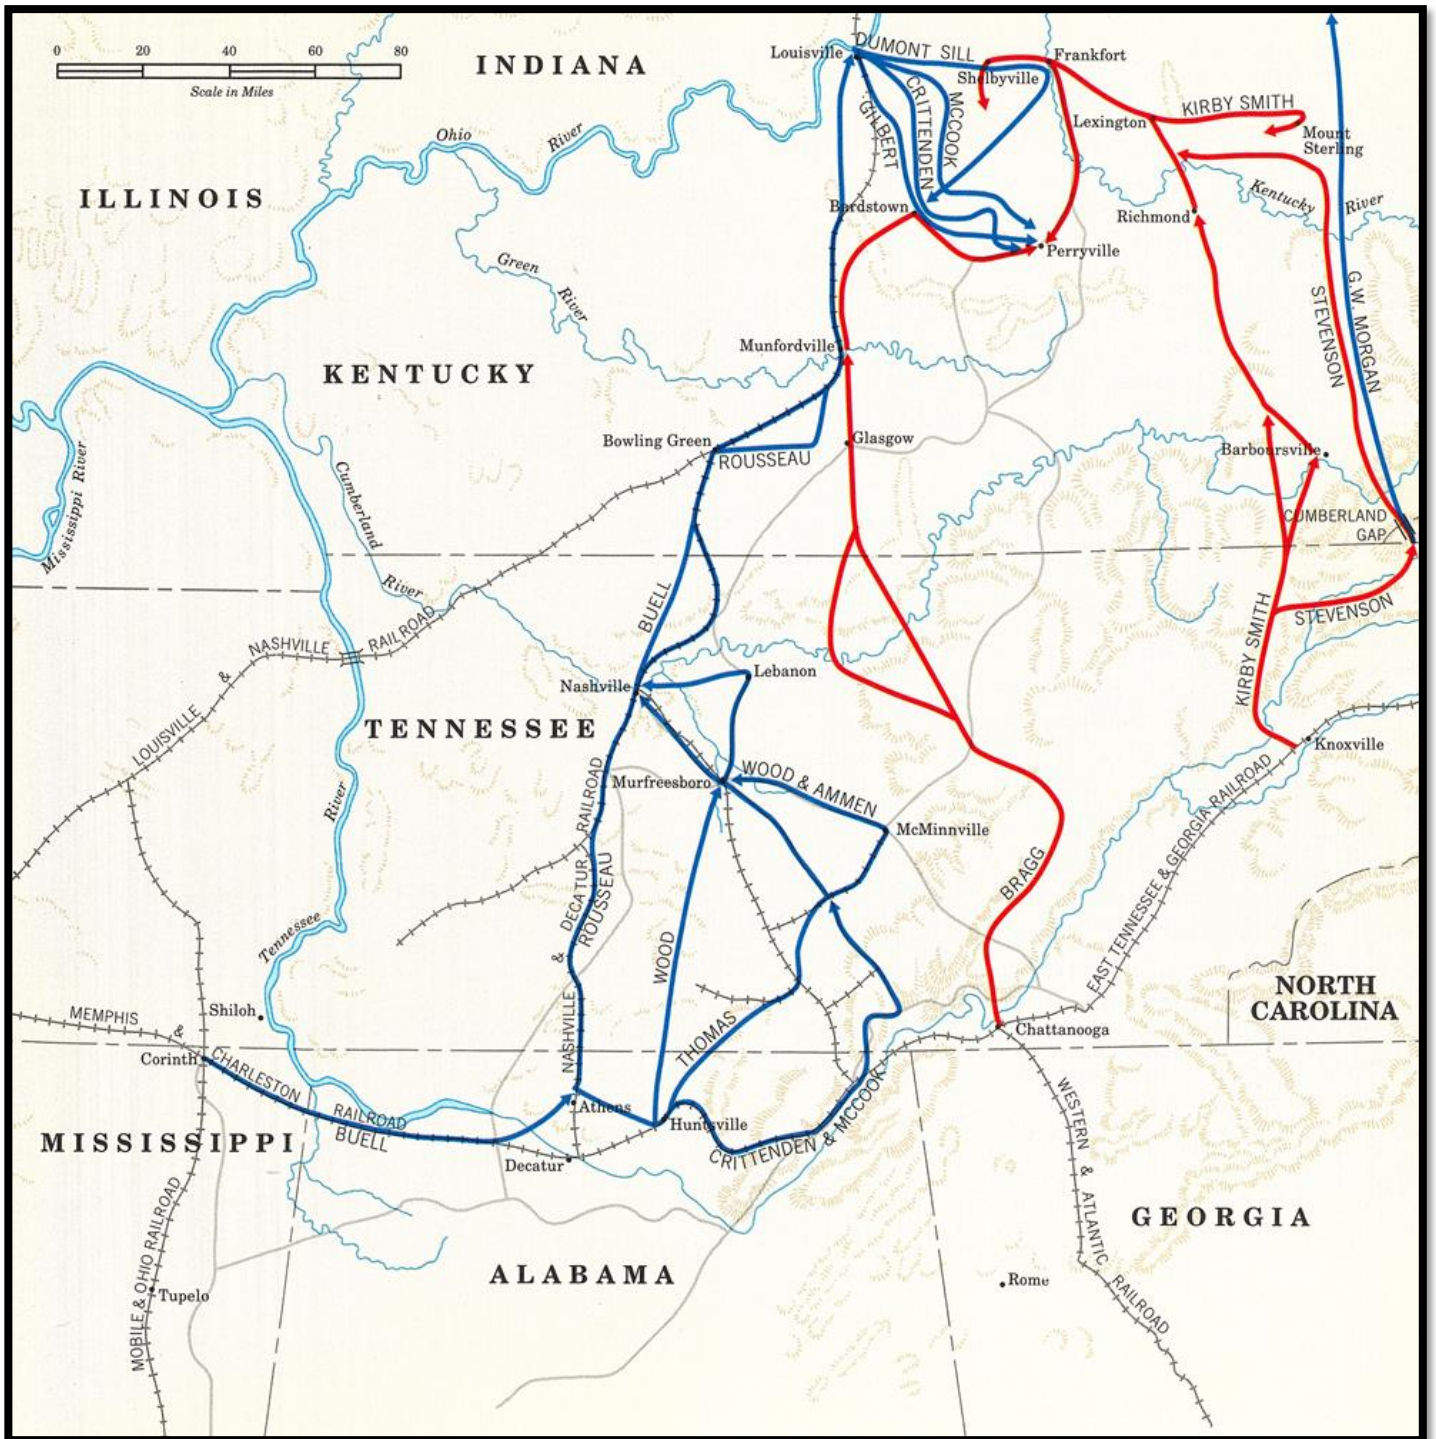 0 20 40 60 80
Scale in Miles
INDIANA
Louisville
DUMONT SILL
Shelbyville
Frankfort
KIRBY SMITH
Lexington
Mount
Sterling
Ohio
River
GILBERT
CRITTENDEN
MCCOOK
ILLINOIS
Kentucky
River
Bardstown
Richmond
Perryville
Green
River
STEVENSON
G.W. MORGAN
Munfordville
KENTUCKY
Bowling Green
ROUSSEAU
Glasgow
Barboursville
Mississippi River
Cumberland
River
CUMBERLAND
GAP
BUELL
STEVENSON
KIRBY SMITH
LOUISVILLE
&
NASHVILLE
RAILROAD
Nashville
Lebanon
TENNESSEE
Knoxville
Murfreesboro
WOOD & AMMEN
McMinnville
River
Tennessee
NASHVILLE
&
DECATUR
RAILROAD
ROUSSEAU
BRAGG
EAST TENNESSEE & GEORGIA RAILROAD
WOOD
NORTH
CAROLINA
Shiloh
MEMPHIS
&
CHARLESTON
RAILROAD
Chattanooga
THOMAS
Corinth
BUELL
Athens
Huntsville
CRITTENDEN & MCCOOK
MISSISSIPPI
Decatur
WESTERN
&
ATLANTIC
RAILROAD
GEORGIA
ALABAMA
MOBILE & OHIO RAILROAD
Tupelo
Rome